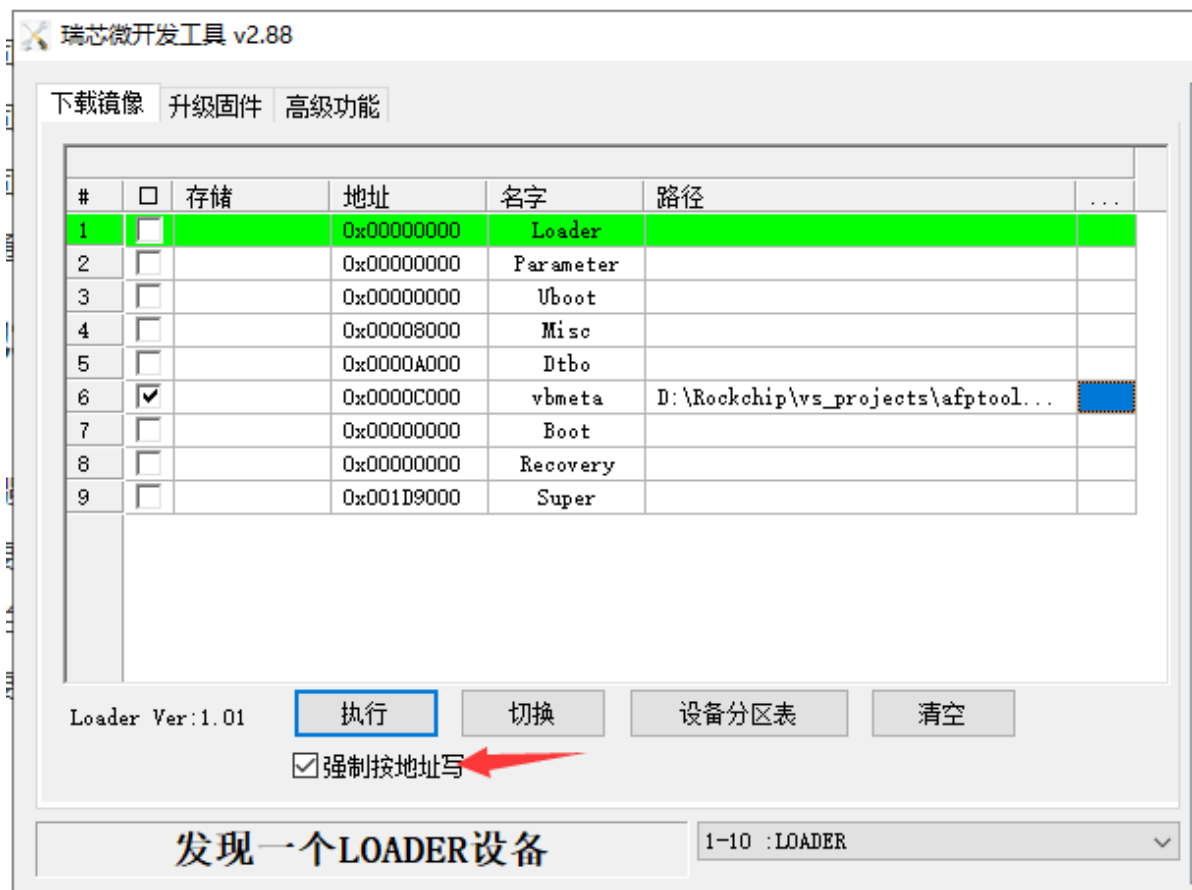 瑞芯微开发工具 v2.88
下载镜像 升级固件 高级功能
# 存储 地址 名字 路径 ...
1 0x00000000 Loader
2 0x00000000 Parameter
3 0x00000000 Uboot
4 0x00008000 Misc
5 0x0000A000 Dtbo
6 0x0000C000 vbmeta D:\Rockchip\vs_projects\afptool...
7 0x00000000 Boot
8 0x00000000 Recovery
9 0x001D9000 Super
Loader Ver:1.01 执行 切换 设备分区表 清空
强制按地址写
发现一个LOADER设备 1-10 :LOADER